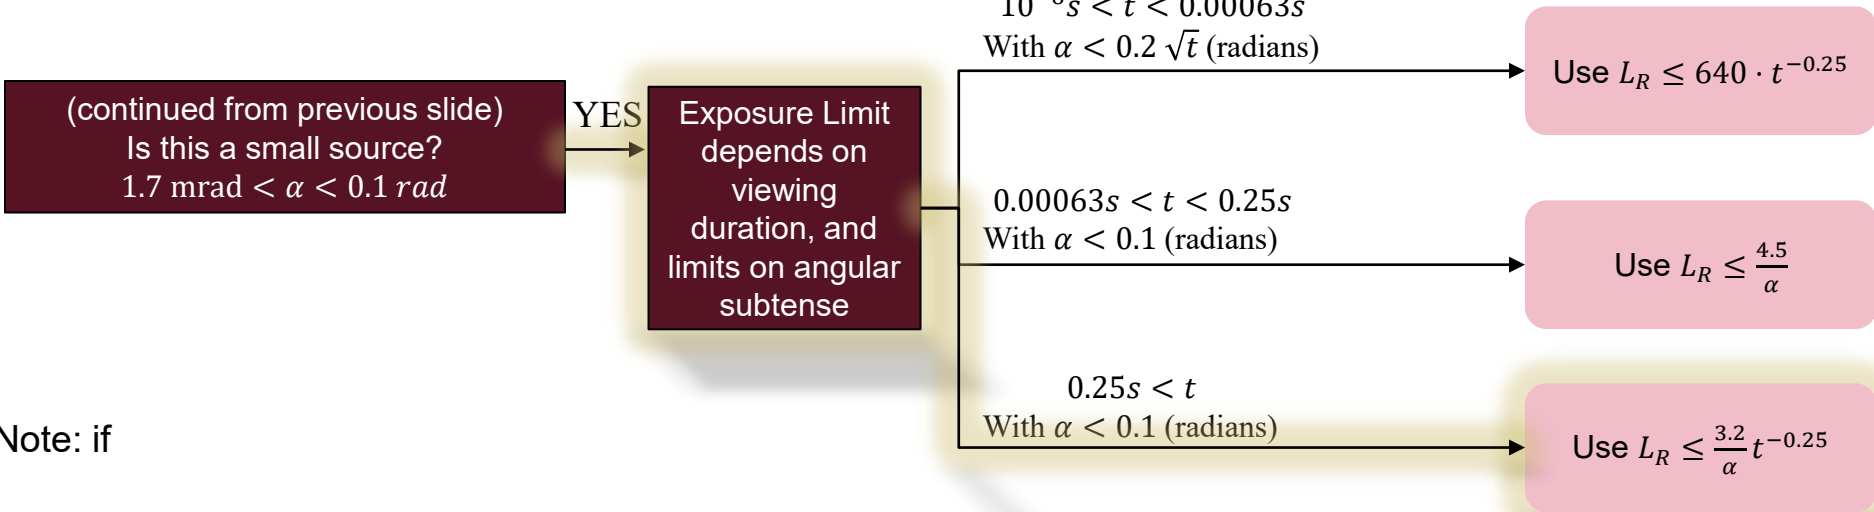 (continued from previous slide)
Is this a small source?
1.7 mrad < α < 0.1 rad
YES
Exposure Limit
depends on
viewing
duration, and
limits on angular
subtense
s < t < 0.00063s
With α < 0.2 √t (radians)
Use L_R ≤ 640 · t^{−0.25}
0.00063s < t < 0.25s
With α < 0.1 (radians)
Use L_R ≤ 4.5/α
0.25s < t
With α < 0.1 (radians)
Use L_R ≤ 3.2/α t^{−0.25}
Note: if